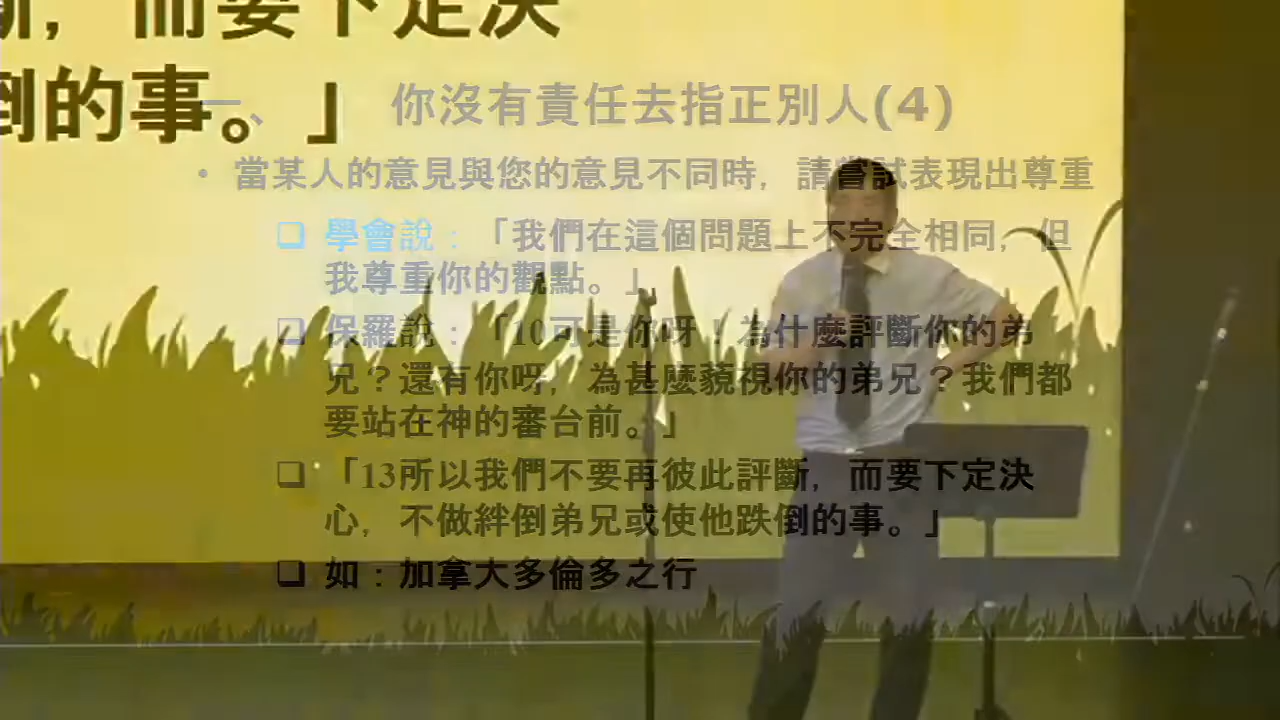 斷，而要下定決
倒的事。」
一、 你沒有責任去指正別人(4)
• 當某人的意見與您的意見不同時，請嘗試表現出尊重
❑ 學會說：「我們在這個問題上不完全相同，但
我尊重你的觀點。」
❑ 保羅說：「10可是你呀！為什麼評斷你的弟
兄？還有你呀，為甚麼藐視你的弟兄？我們都
要站在神的審台前。」
❑ 「13所以我們不要再彼此評斷，而要下定決
心，不做絆倒弟兄或使他跌倒的事。」
❑ 如：加拿大多倫多之行